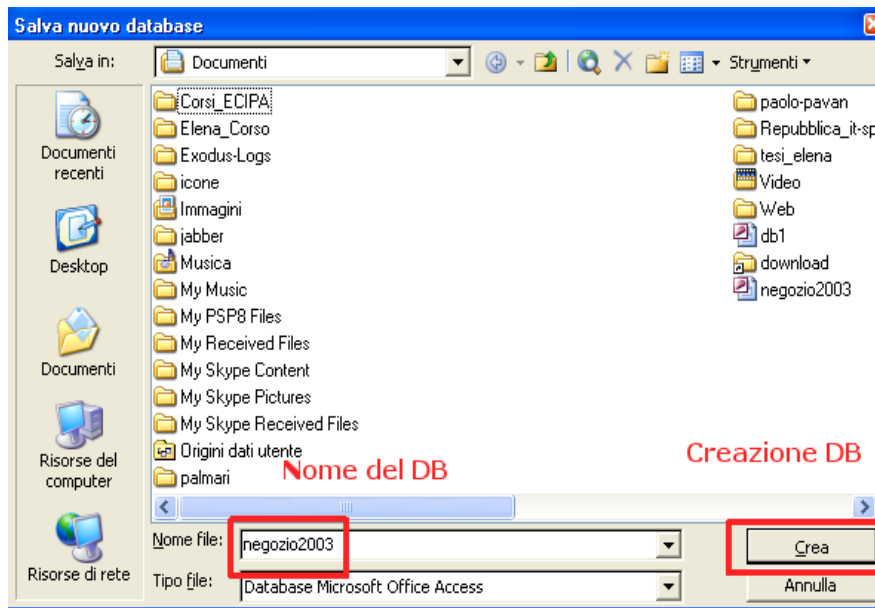 Salva nuovo database
Salva in:
Documenti
Strumenti
Documenti recenti
Desktop
Documenti
Risorse del computer
Risorse di rete
Corsi_ECIPA
Elena_Corso
Exodus-Logs
icone
Immagini
jabber
Musica
My Music
My PSP8 Files
My Received Files
My Skype Content
My Skype Pictures
My Skype Received Files
Origini dati utente
palmari
paolo-pavan
Repubblica_it-sp
tesi_elena
Video
Web
db1
download
negozio2003
Nome del DB
Creazione DB
Nome file:
negozio2003
Crea
Tipo file:
Database Microsoft Office Access
Annulla